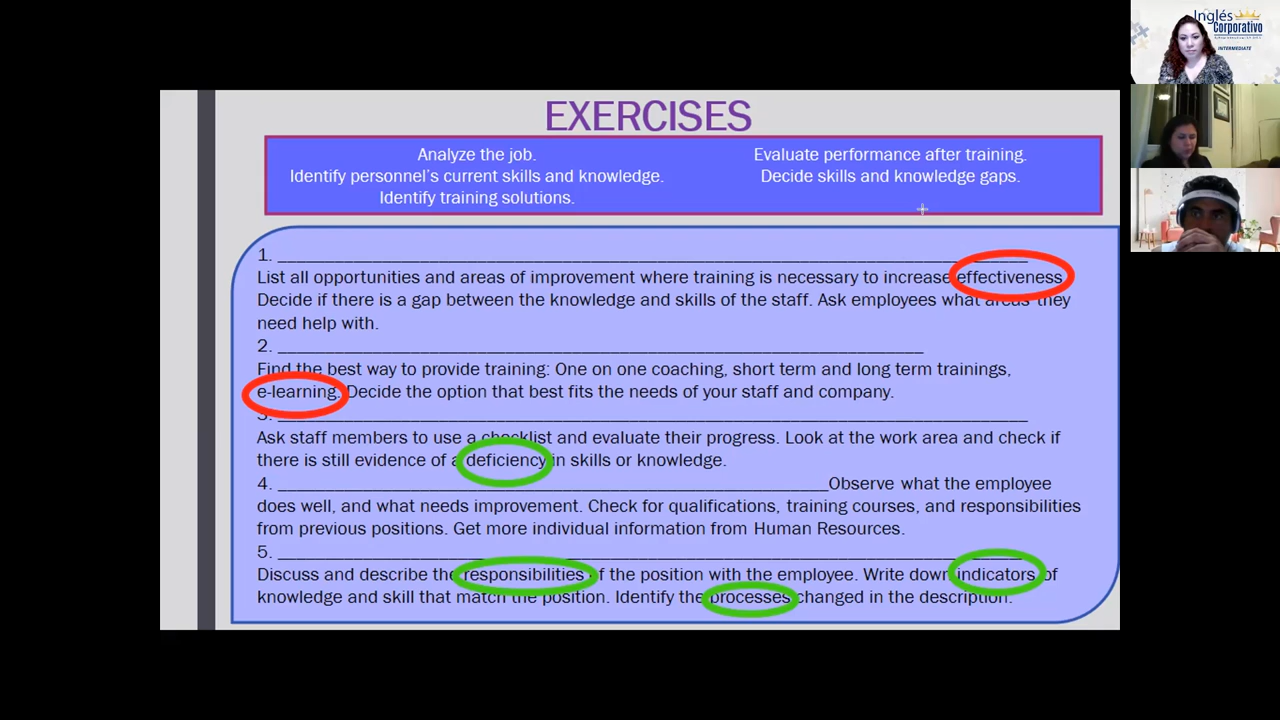 EXERCISES
Analyze the job.
Identify personnel's current skills and knowledge.
Identify training solutions.
Evaluate performance after training.
Decide skills and knowledge gaps.
1. ____________________
List all opportunities and areas of improvement where training is necessary to increase effectiveness.
Decide if there is a gap between the knowledge and skills of the staff. Ask employees what areas they
need help with.
2. ____________________
Find the best way to provide training: One on one coaching, short term and long term trainings,
e-learning. Decide the option that best fits the needs of your staff and company.
3. ____________________
Ask staff members to use a checklist and evaluate their progress. Look at the work area and check if
there is still evidence of a deficiency in skills or knowledge.
4. ____________________Observe what the employee
does well, and what needs improvement. Check for qualifications, training courses, and responsibilities
from previous positions. Get more individual information from Human Resources.
5. ____________________
Discuss and describe the responsibilities of the position with the employee. Write down indicators of
knowledge and skill that match the position. Identify the processes changed in the description.
Inglés
Corporativo
INTERMEDIATE